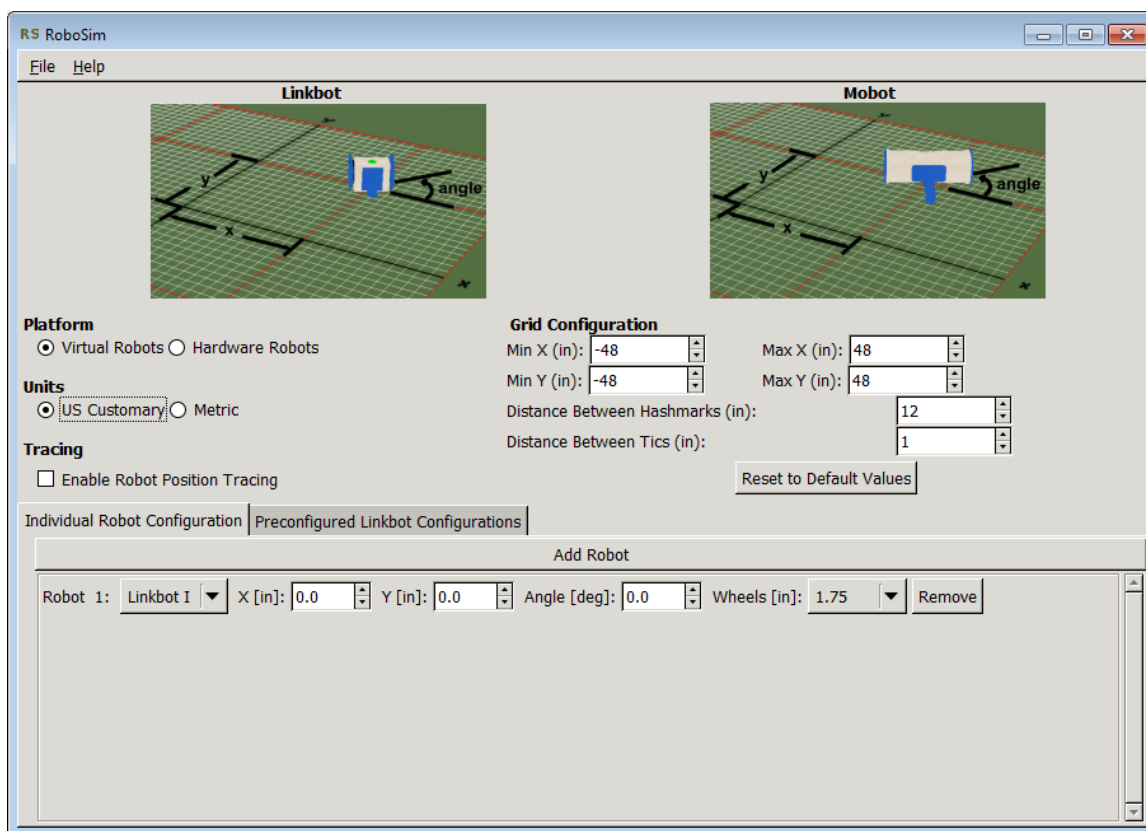 RS RoboSim
File Help
Linkbot
Mobot
y
x
angle
x
y
x
angle
x
Platform
Virtual Robots Hardware Robots
Units
US Customary Metric
Tracing
Enable Robot Position Tracing
Grid Configuration
Min X (in): -48 Max X (in): 48
Min Y (in): -48 Max Y (in): 48
Distance Between Hashmarks (in): 12
Distance Between Tics (in): 1
Reset to Default Values
Individual Robot Configuration Preconfigured Linkbot Configurations
Add Robot
Robot 1: Linkbot I X [in]: 0.0 Y [in]: 0.0 Angle [deg]: 0.0 Wheels [in]: 1.75 Remove